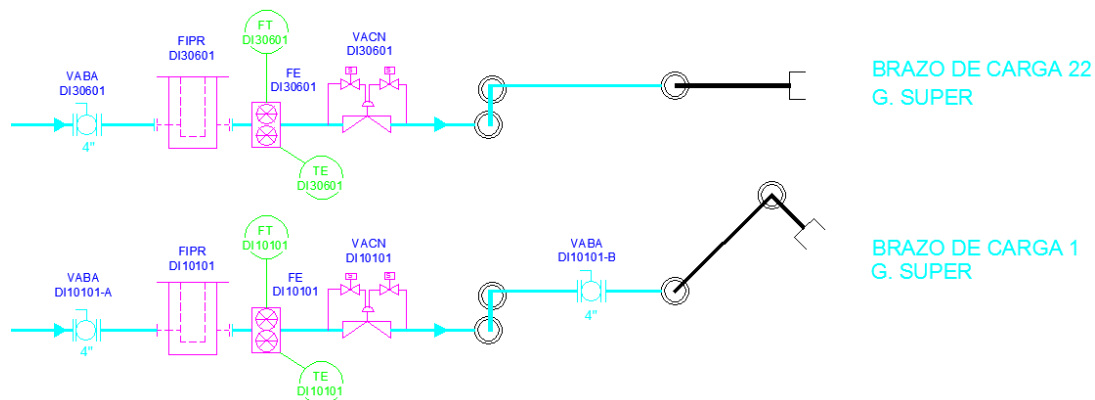 FT
DI30601
FIPR
DI30601
VACN
DI30601
VABA
DI30601
FE
DI30601
S
S
4"
TE
DI30601
BRAZO DE CARGA 22
G. SUPER
FT
DI10101
FIPR
DI10101
VACN
DI10101
VABA
DI10101-B
VABA
DI10101-A
FE
DI10101
S
S
4"
4"
TE
DI10101
BRAZO DE CARGA 1
G. SUPER